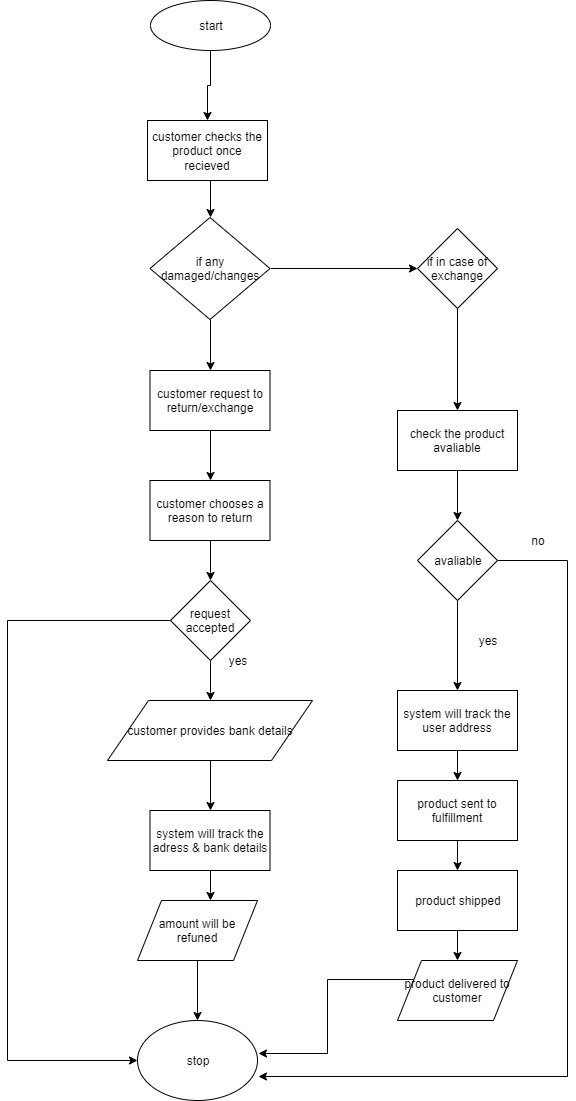 start
customer checks the
product once
recieved
if any
damaged/changes
if in case of
exchange
customer request to
return/exchange
check the product
avaliable
customer chooses a
reason to return
no
avaliable
request
accepted
yes
yes
customer provides bank details
system will track the
user address
product sent to
fulfillment
system will track the
adress & bank details
product shipped
amount will be
refuned
product delivered to
customer
stop